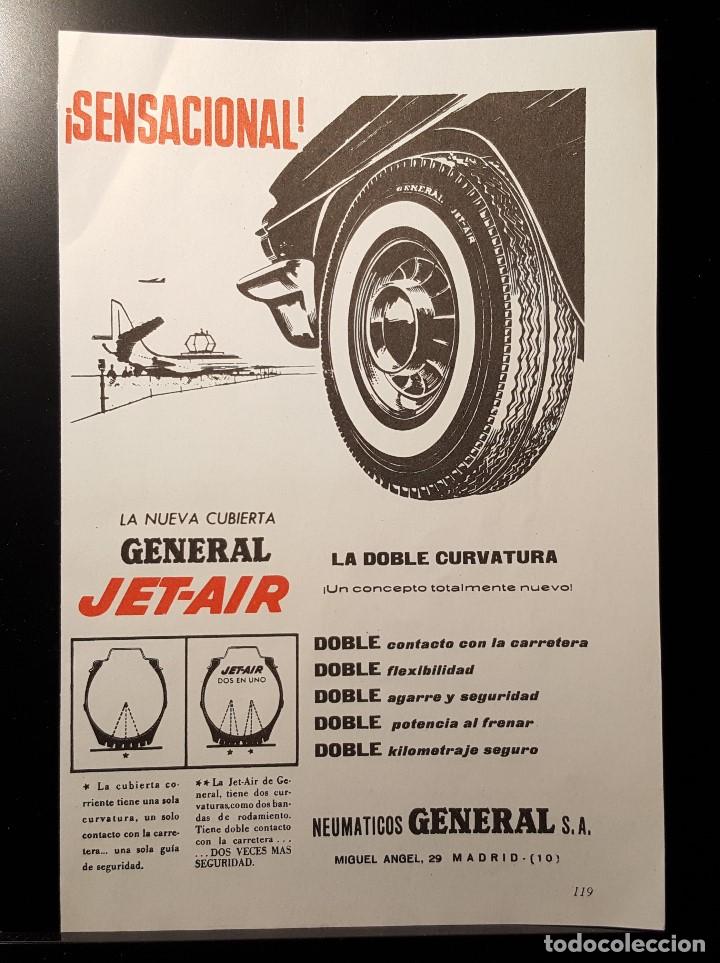 ¡SENSACIONAL!
GENERAL JET-AIR
LA NUEVA CUBIERTA
GENERAL
JET-AIR
LA DOBLE CURVATURA
¡Un concepto totalmente nuevo!
DOBLE contacto con la carretera
DOBLE flexibilidad
DOBLE agarre y seguridad
DOBLE potencia al frenar
DOBLE kilometraje seguro
JET-AIR
DOS EN UNO
* **
* La cubierta co-
rriente tiene una sola
curvatura, un solo
contacto con la carre-
tera... una sola guía
de seguridad.
** La Jet-Air de Ge-
neral, tiene dos cur-
vaturas,como dos ban-
das de rodamiento.
Tiene doble contacto
con la carretera . . .
. . . DOS VECES MAS
SEGURIDAD.
NEUMATICOS GENERAL S.A.
MIGUEL ANGEL, 29 MADRID-(10)
119
todocoleccion
todocoleccion.net